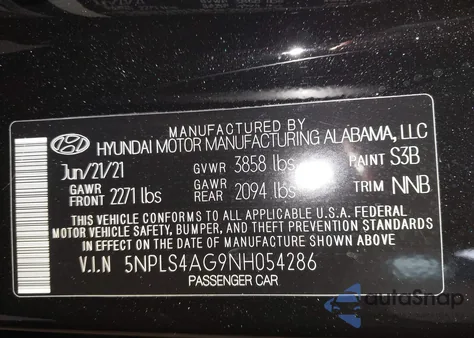 MANUFACTURED BY
HYUNDAI MOTOR MANUFACTURING ALABAMA, LLC
Jun/21/21 GVWR 3858 lbs PAINT S3B
GAWR FRONT 2271 lbs GAWR REAR 2094 lbs TRIM NNB
THIS VEHICLE CONFORMS TO ALL APPLICABLE U.S.A. FEDERAL
MOTOR VEHICLE SAFETY, BUMPER, AND THEFT PREVENTION STANDARDS
IN EFFECT ON THE DATE OF MANUFACTURE SHOWN ABOVE
V.I.N 5NPLS4AG9NH054286
PASSENGER CAR
autoSnap